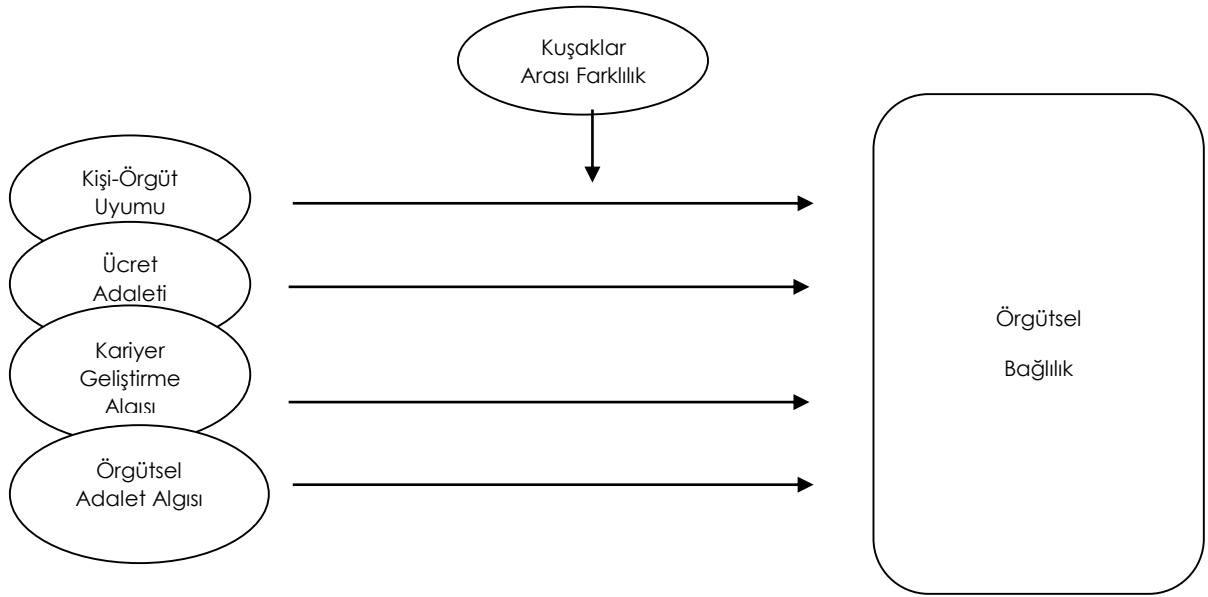 Kuşaklar
Arası Farklılık
Kişi-Örgüt
Uyumu
Ücret
Adaleti
Kariyer
Geliştirme
Algısı
Örgütsel
Adalet Algısı
Örgütsel
Bağlılık